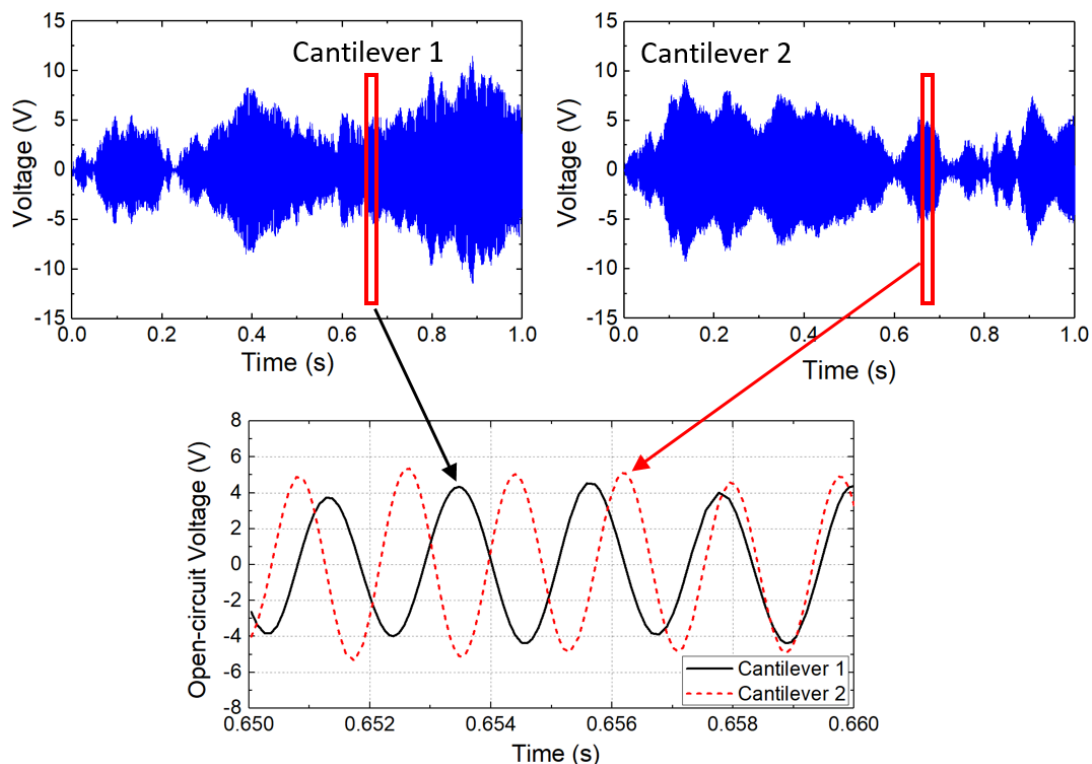 Cantilever 1
Voltage (V)
15
10
5
0
-5
-10
-15
0.0 0.2 0.4 0.6 0.8 1.0
Time (s)
Cantilever 2
Voltage (V)
15
10
5
0
-5
-10
-15
0.0 0.2 0.4 0.6 0.8 1.0
Time (s)
Open-circuit Voltage (V)
8
6
4
2
0
-2
-4
-6
-8
Cantilever 1
Cantilever 2
0.650 0.652 0.654 0.656 0.658 0.660
Time (s)